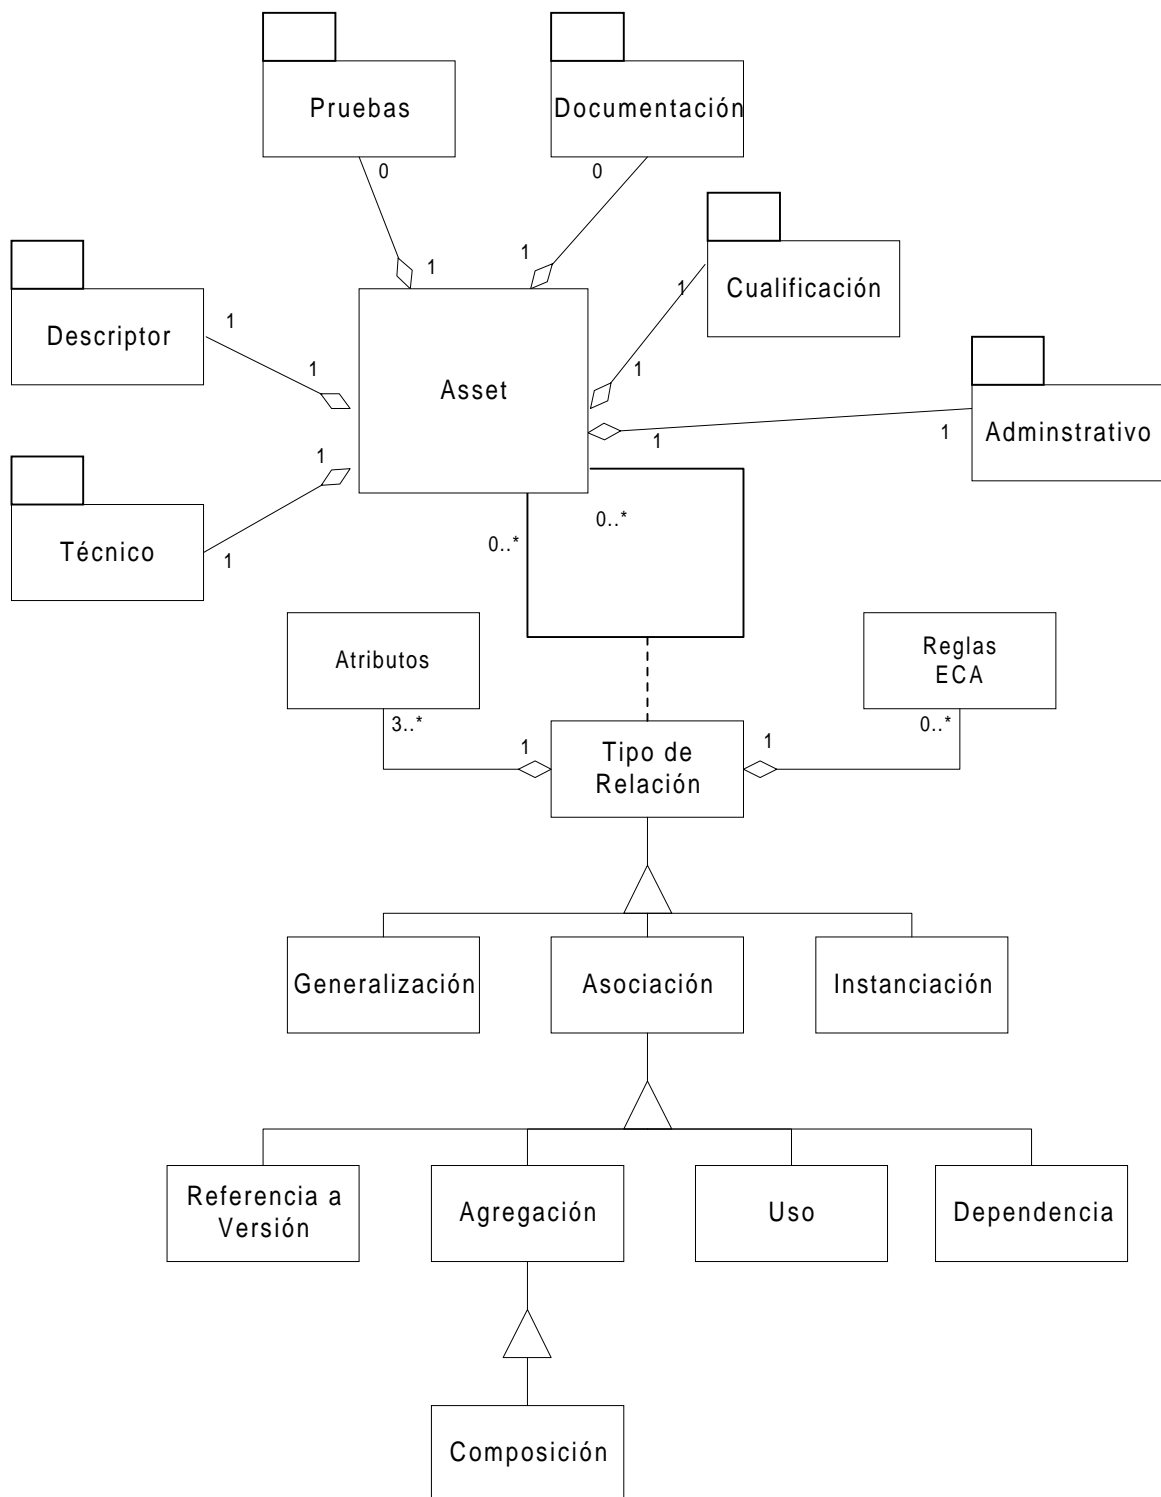 Pruebas
Documentación
0
0
Cualificación
1
1
1
Descriptor
1
1
1
Asset
Adminstrativo
1
1
1
Técnico
1
0..*
0..*
Atributos
Reglas
ECA
3..*
0..*
1
1
Tipo de
Relación
Generalización
Asociación
Instanciación
Referencia a
Versión
Agregación
Uso
Dependencia
Composición